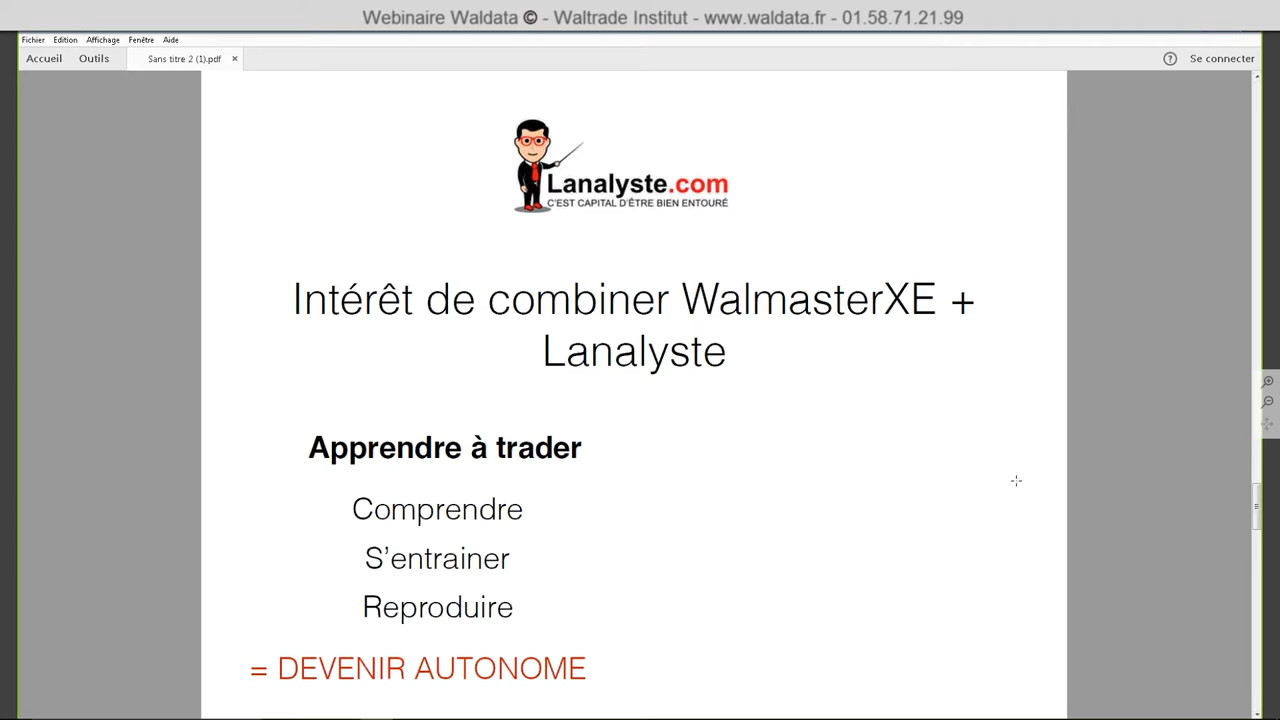 Webinaire Waldata © - Waltrade Institut - www.waldata.fr - 01.58.71.21.99
Fichier Edition Affichage Fenêtre Aide
Accueil Outils Sans titre 2 (1).pdf × ? Se connecter
Lanalyste.com
C'EST CAPITAL D'ÊTRE BIEN ENTOURÉ
Intérêt de combiner WalmasterXE +
Lanalyste
Apprendre à trader
Comprendre
S'entrainer
Reproduire
= DEVENIR AUTONOME